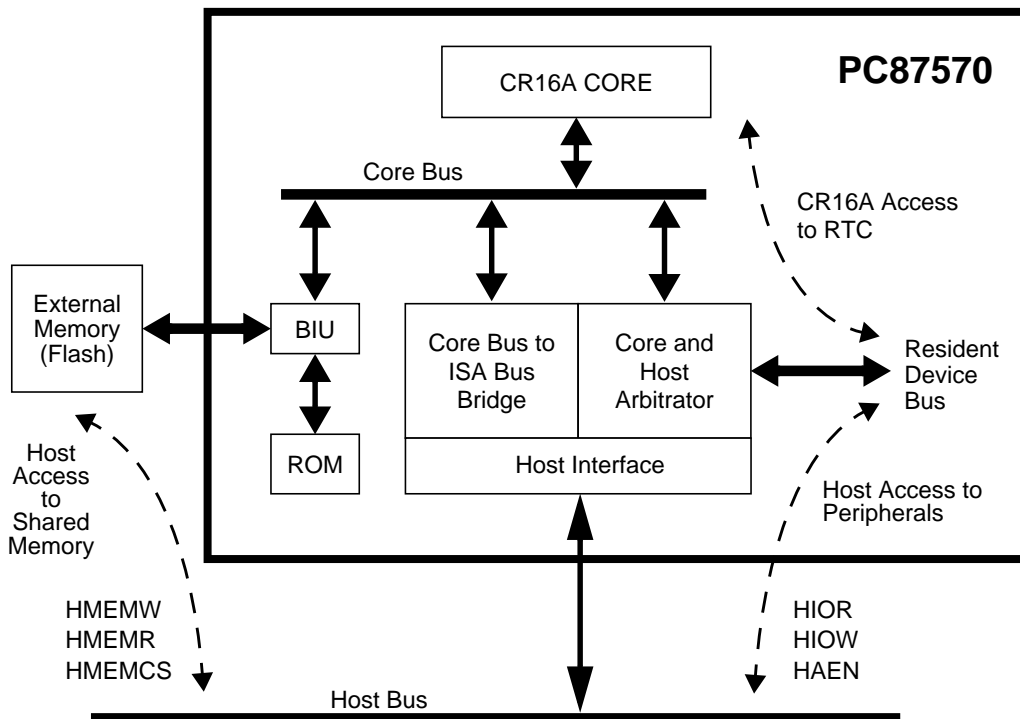 PC87570
CR16A CORE
Core Bus
CR16A Access
to RTC
External
Memory
(Flash)
BIU
Core Bus to
ISA Bus
Bridge
Core and
Host
Arbitrator
Resident
Device
Bus
ROM
Host Interface
Host
Access
to
Shared
Memory
Host Access to
Peripherals
HMEMW
HMEMR
HMEMCS
HIOR
HIOW
HAEN
Host Bus